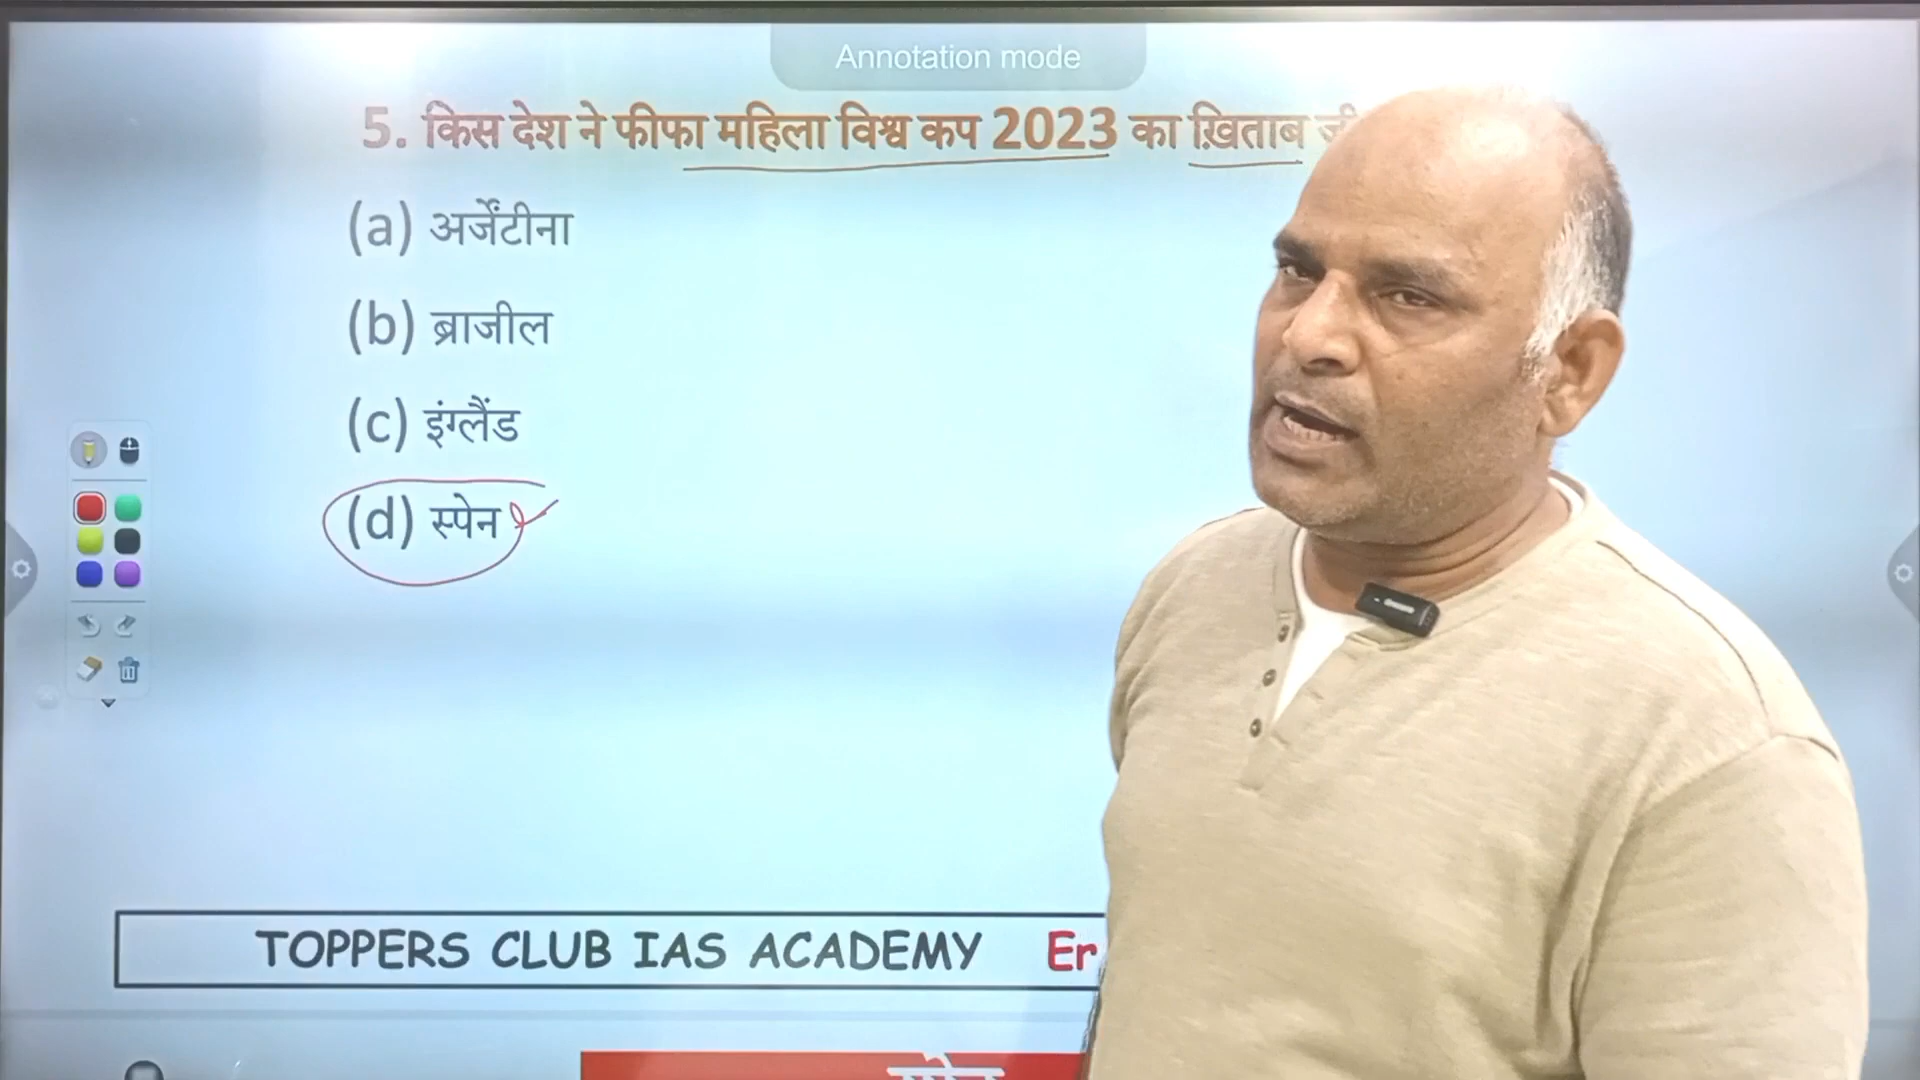 Annotation mode
5. किस देश ने फीफा महिला विश्व कप 2023 का ख़िताब
(a) अर्जेंटीना
(b) ब्राजील
(c) इंग्लैंड
(d) स्पेन
TOPPERS CLUB IAS ACADEMY Er